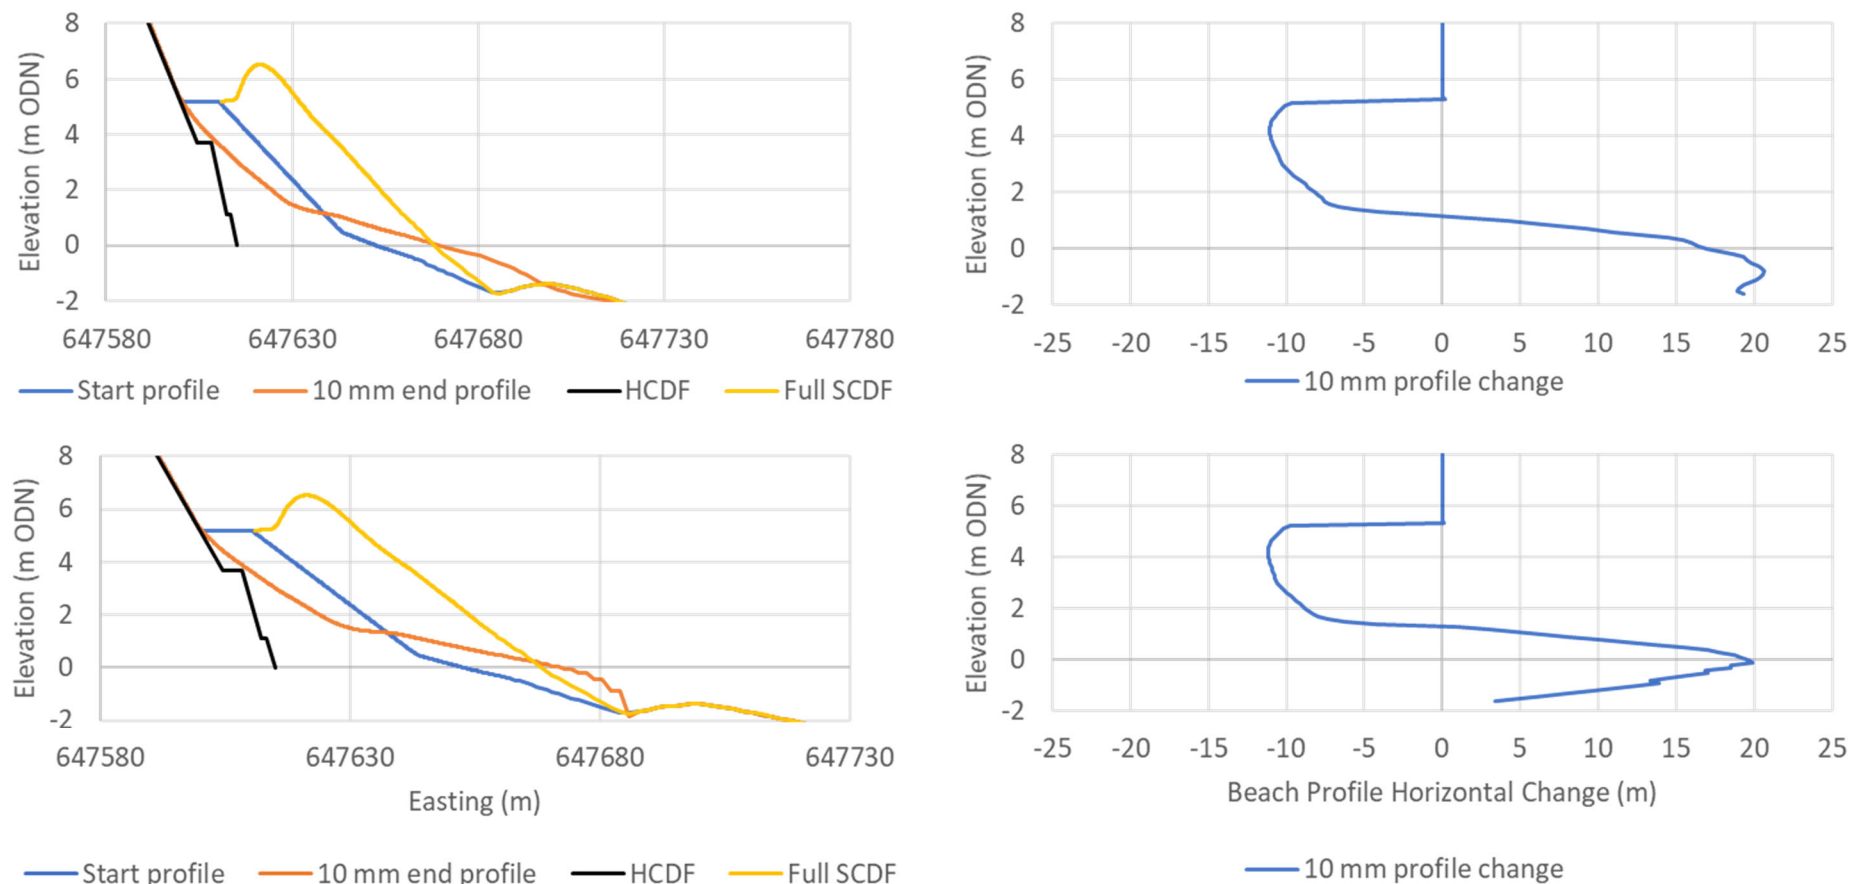 8
6
4
2
0
-2
Elevation (m ODN)
647580 647630 647680 647730 647780
Start profile 10 mm end profile HCDF Full SCDF
8
6
4
2
0
-2
Elevation (m ODN)
-25 -20 -15 -10 -5 0 5 10 15 20 25
10 mm profile change
8
6
4
2
0
-2
Elevation (m ODN)
647580 647630 647680 647730
Easting (m)
Start profile 10 mm end profile HCDF Full SCDF
8
6
4
2
0
-2
Elevation (m ODN)
-25 -20 -15 -10 -5 0 5 10 15 20 25
Beach Profile Horizontal Change (m)
10 mm profile change